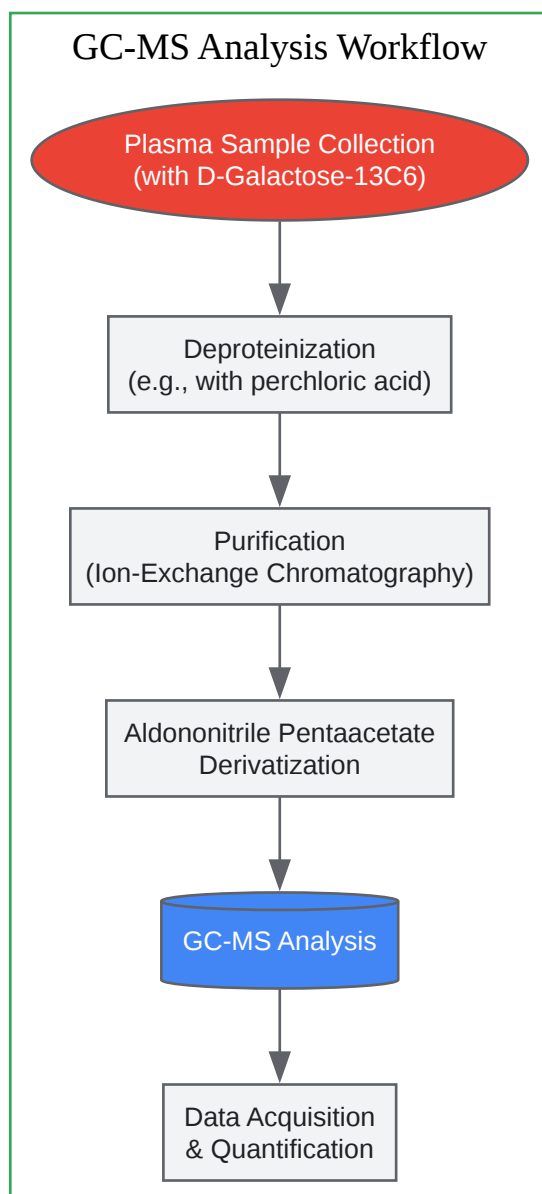 GC-MS Analysis Workflow
Plasma Sample Collection
(with D-Galactose-13C6)
Deproteinization
(e.g., with perchloric acid)
Purification
(Ion-Exchange Chromatography)
Aldononitrile Pentaacetate
Derivatization
GC-MS Analysis
Data Acquisition
& Quantification